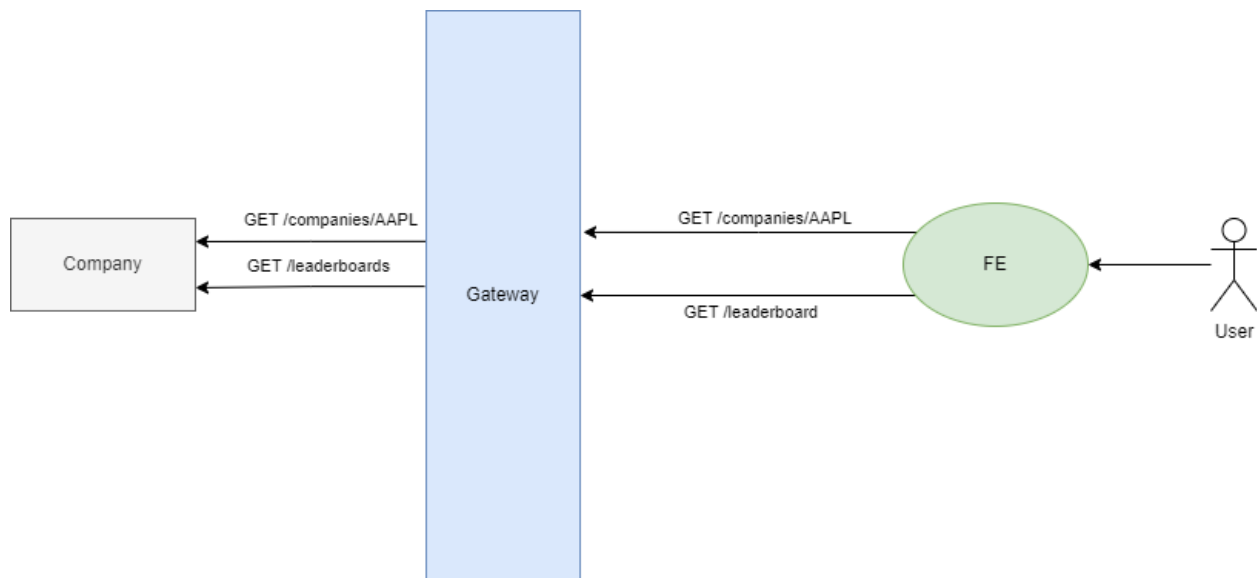 GET /companies/AAPL
GET /companies/AAPL
Company
GET /leaderboards
FE
Gateway
GET /leaderboard
User